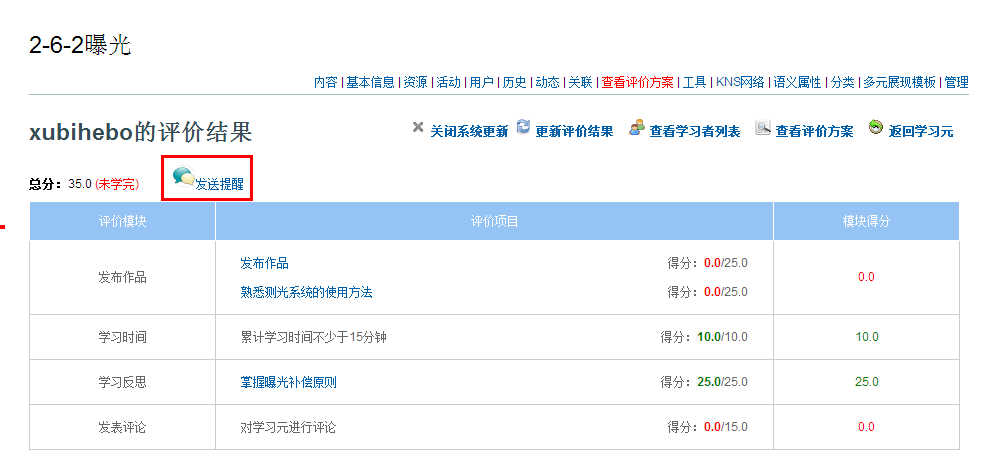 2-6-2曝光
内容 | 基本信息 | 资源 | 活动 | 用户 | 历史 | 动态 | 关联 | 查看评价方案 | 工具 | KNS网络 | 语义属性 | 分类 | 多元展现模板 | 管理
xubihebo的评价结果 关闭系统更新 更新评价结果 查看学习者列表 查看评价方案 返回学习元
总分：35.0 (未学完) 发送提醒
评价模块 评价项目 模块得分
发布作品 发布作品 得分：0.0/25.0 0.0
熟悉测光系统的使用方法 得分：0.0/25.0
学习时间 累计学习时间不少于15分钟 得分：10.0/10.0 10.0
学习反思 掌握曝光补偿原则 得分：25.0/25.0 25.0
发表评论 对学习元进行评论 得分：0.0/15.0 0.0